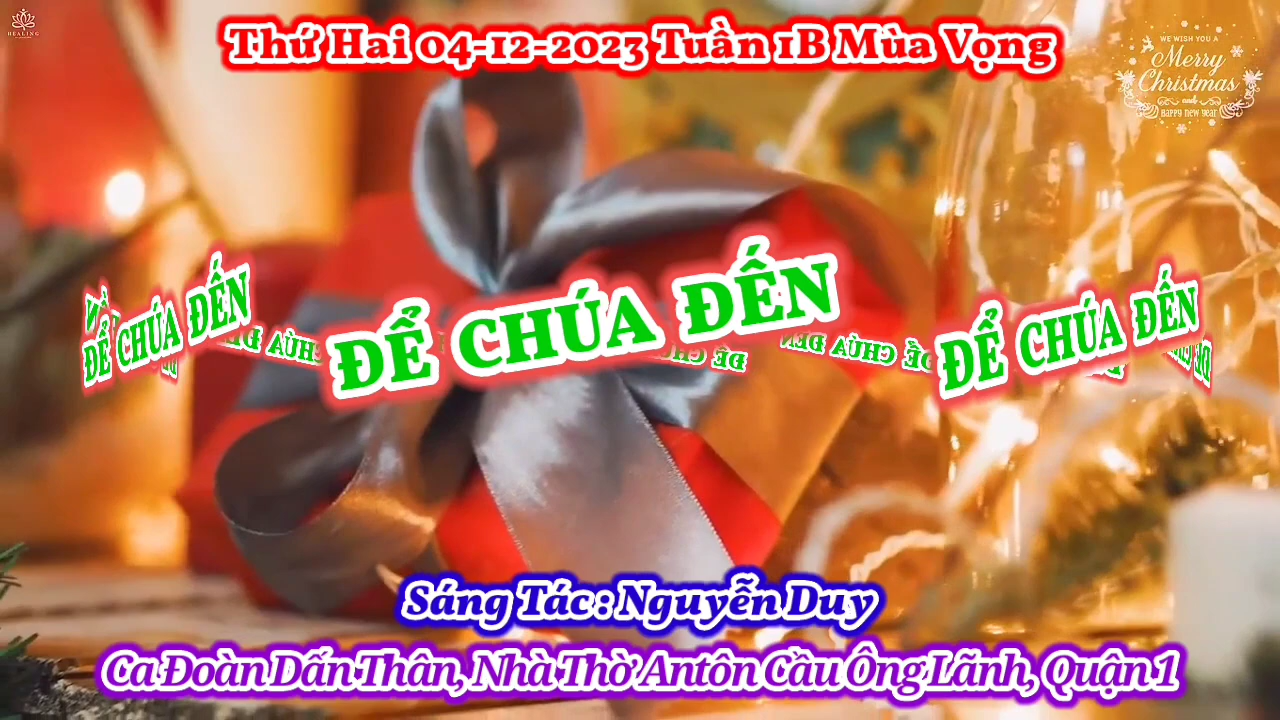 HEALING
Thứ Hai 04-12-2023 Tuần 1B Mùa Vọng
WE WISH YOU A
Merry
Christmas
and
HAPPY NEW YEAR
ĐỂ CHÚA ĐẾN
ĐỂ CHÚA ĐẾN
ĐỂ CHÚA ĐẾN
Sáng Tác : Nguyễn Duy
Ca Đoàn Dấn Thân, Nhà Thờ Antôn Cầu Ông Lãnh, Quận 1